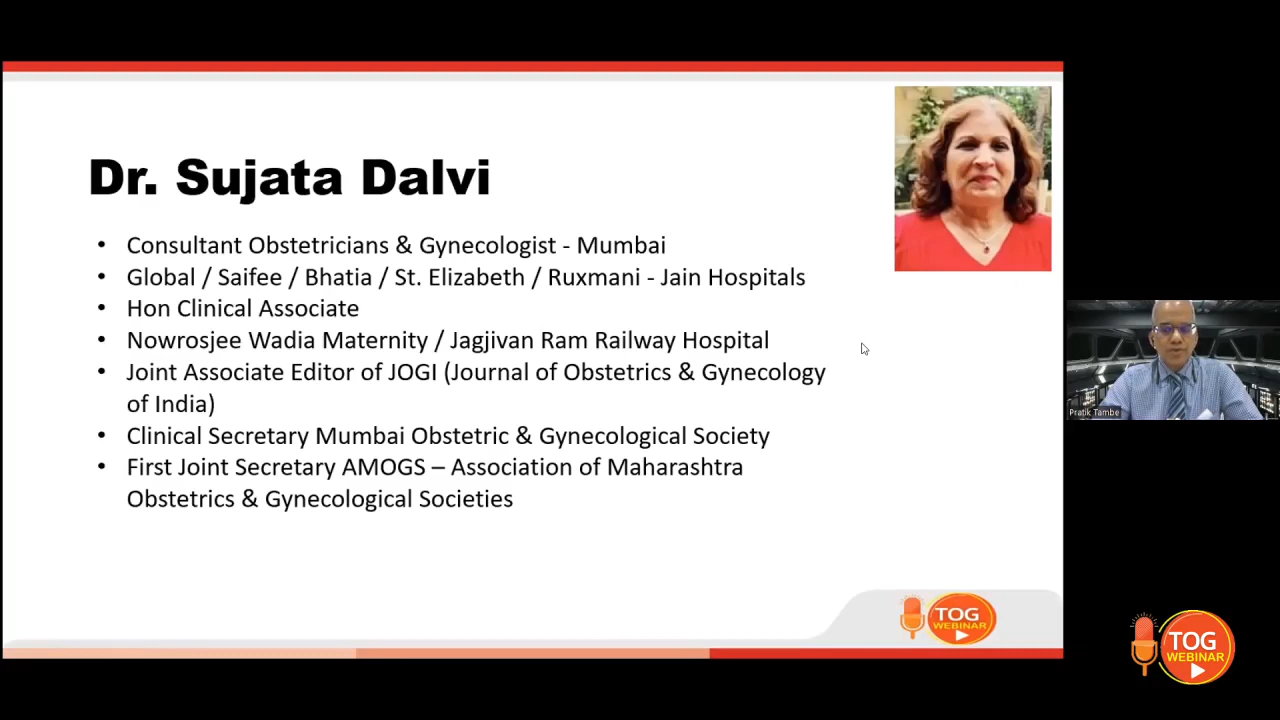 Dr. Sujata Dalvi
• Consultant Obstetricians & Gynecologist - Mumbai
• Global / Saifee / Bhatia / St. Elizabeth / Ruxmani - Jain Hospitals
• Hon Clinical Associate
• Nowrosjee Wadia Maternity / Jagjivan Ram Railway Hospital
• Joint Associate Editor of JOGI (Journal of Obstetrics & Gynecology
of India)
• Clinical Secretary Mumbai Obstetric & Gynecological Society
• First Joint Secretary AMOGS – Association of Maharashtra
Obstetrics & Gynecological Societies
TOG
WEBINAR
Pratik Tambe
TOG
WEBINAR